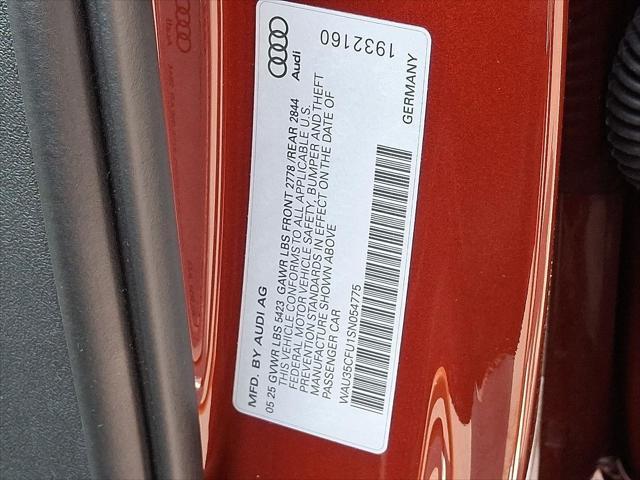 MFD. BY AUDI AG
05 25 GVWR LBS 5423 GAWR LBS FRONT 2778 /REAR 2844
THIS VEHICLE CONFORMS TO ALL APPLICABLE U.S.
FEDERAL MOTOR VEHICLE SAFETY, BUMPER AND THEFT
PREVENTION STANDARDS IN EFFECT ON THE DATE OF
MANUFACTURE SHOWN ABOVE
PASSENGER CAR
WAU35CFU1SN054775
Audi
1932160
GERMANY